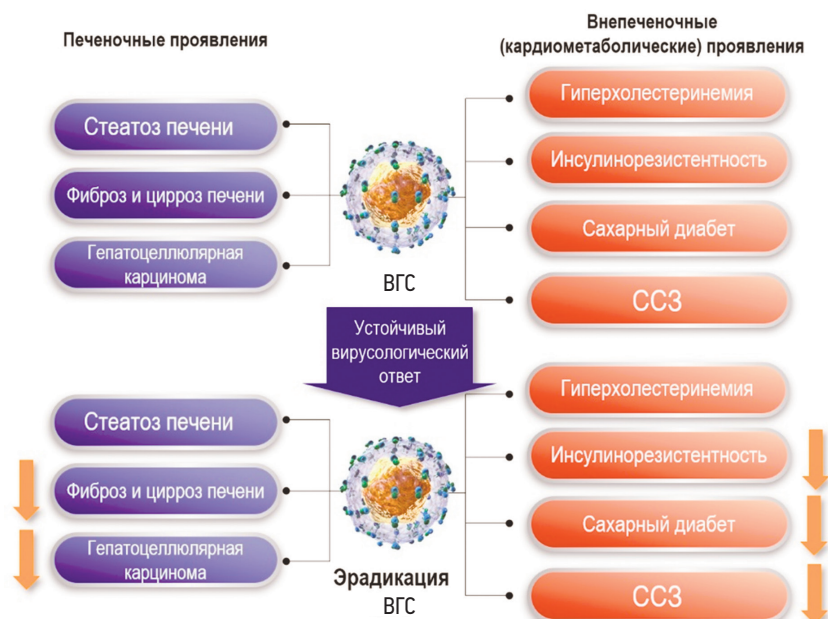 Печеночные проявления
Внепеченочные
(кардиометаболические) проявления
Стеатоз печени
Фиброз и цирроз печени
Гепатоцеллюлярная
карцинома
ВГС
Гиперхолестеринемия
Инсулинорезистентность
Сахарный диабет
ССЗ
Устойчивый
вирусологический
ответ
Стеатоз печени
Фиброз и цирроз печени
Гепатоцеллюлярная
карцинома
Эрадикация
ВГС
Гиперхолестеринемия
Инсулинорезистентность
Сахарный диабет
ССЗ